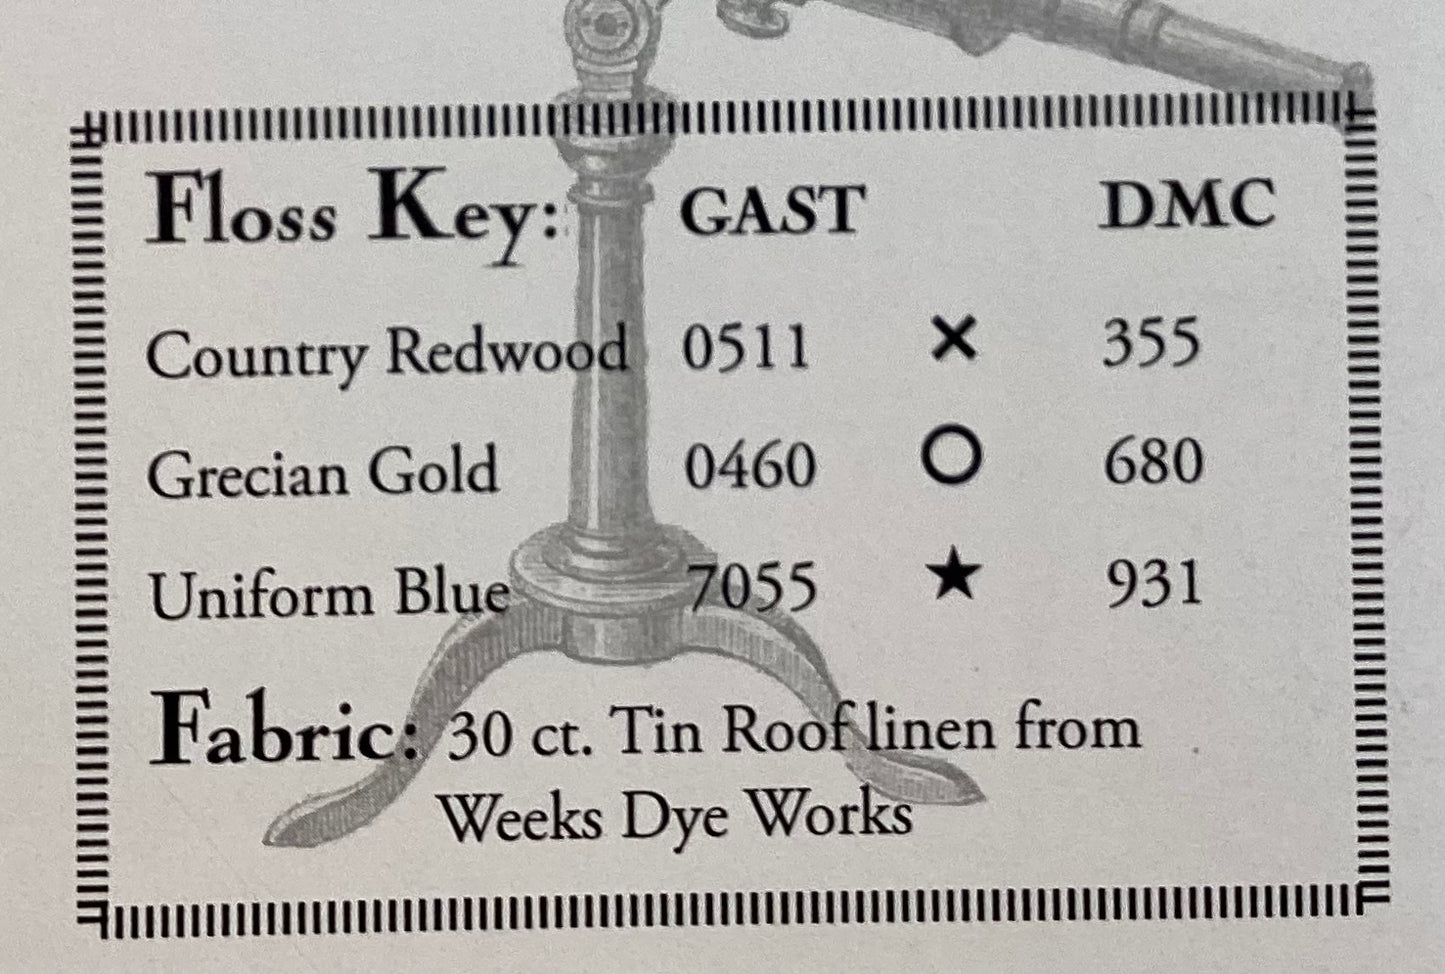 Floss Key: GAST DMC
Country Redwood 0511 × 355
Grecian Gold 0460 ○ 680
Uniform Blue 7055 ★ 931
Fabric: 30 ct. Tin Roof linen from
Weeks Dye Works